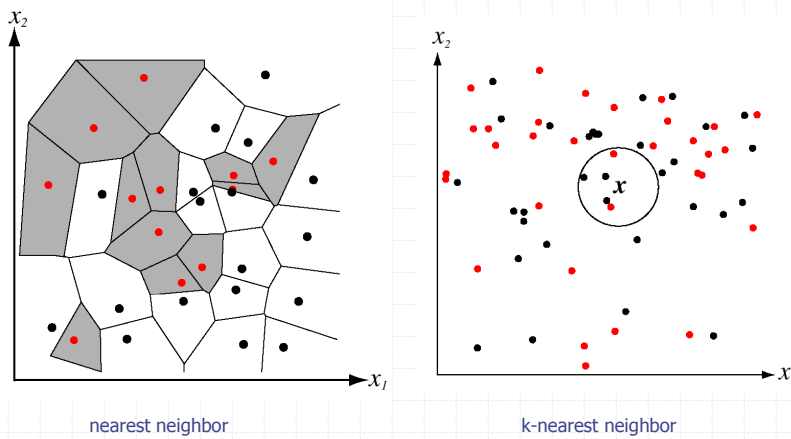 x₂
x₁
nearest neighbor
x₂
x
x
k-nearest neighbor